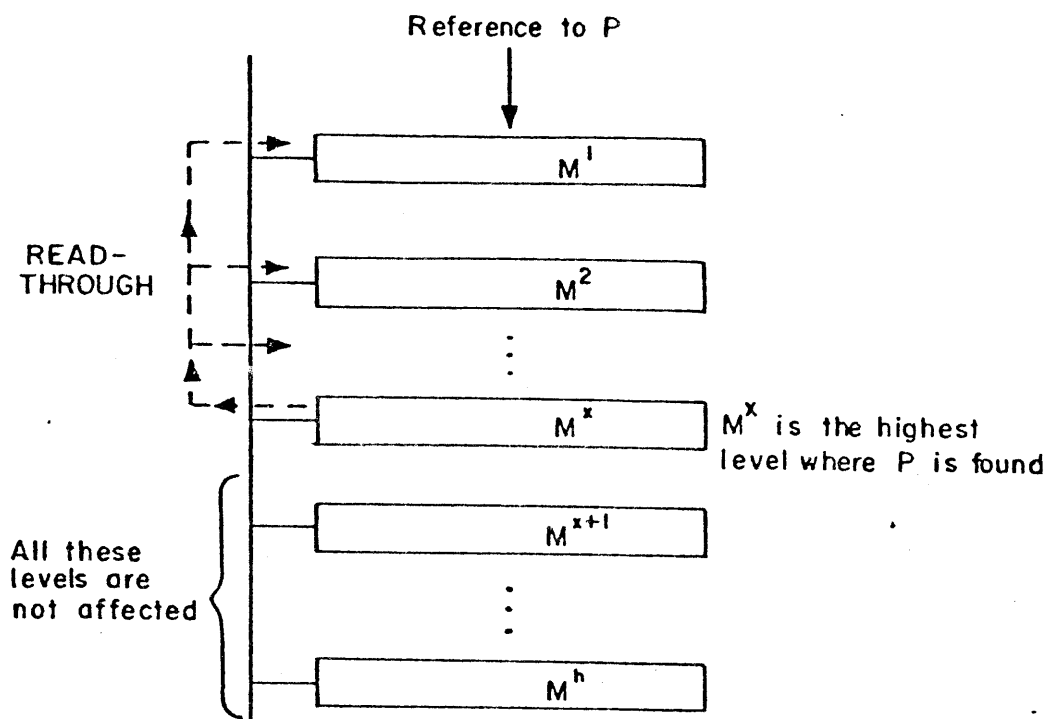 Reference to P
M¹
READ-
THROUGH
M²
Mˣ
Mˣ is the highest
level where P is found
Mˣ⁺¹
All these
levels are
not affected
Mʰ